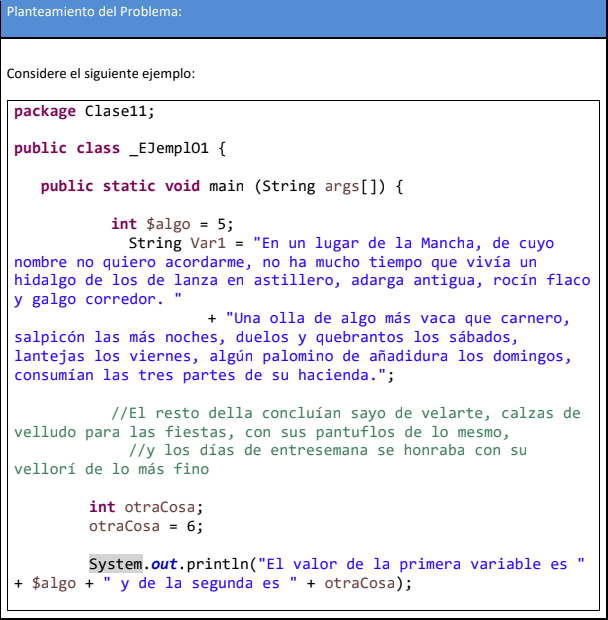 Planteamiento del Problema:
Considere el siguiente ejemplo:
package Clase11;
public class _EJemplO1 {
public static void main (String args[]) {
int $algo = 5;
String Var1 = "En un lugar de la Mancha, de cuyo
nombre no quiero acordarme, no ha mucho tiempo que vivía un
hidalgo de los de lanza en astillero, adarga antigua, rocín flaco
y galgo corredor. "
+ "Una olla de algo más vaca que carnero,
salpicón las más noches, duelos y quebrantos los sábados,
lantejas los viernes, algún palomino de añadidura los domingos,
consumían las tres partes de su hacienda.";
//El resto della concluían sayo de velarte, calzas de
velludo para las fiestas, con sus pantuflos de lo mesmo,
//y los días de entresemana se honraba con su
vellorí de lo más fino
int otraCosa;
otraCosa = 6;
System.out.println("El valor de la primera variable es "
+ $algo + " y de la segunda es " + otraCosa);